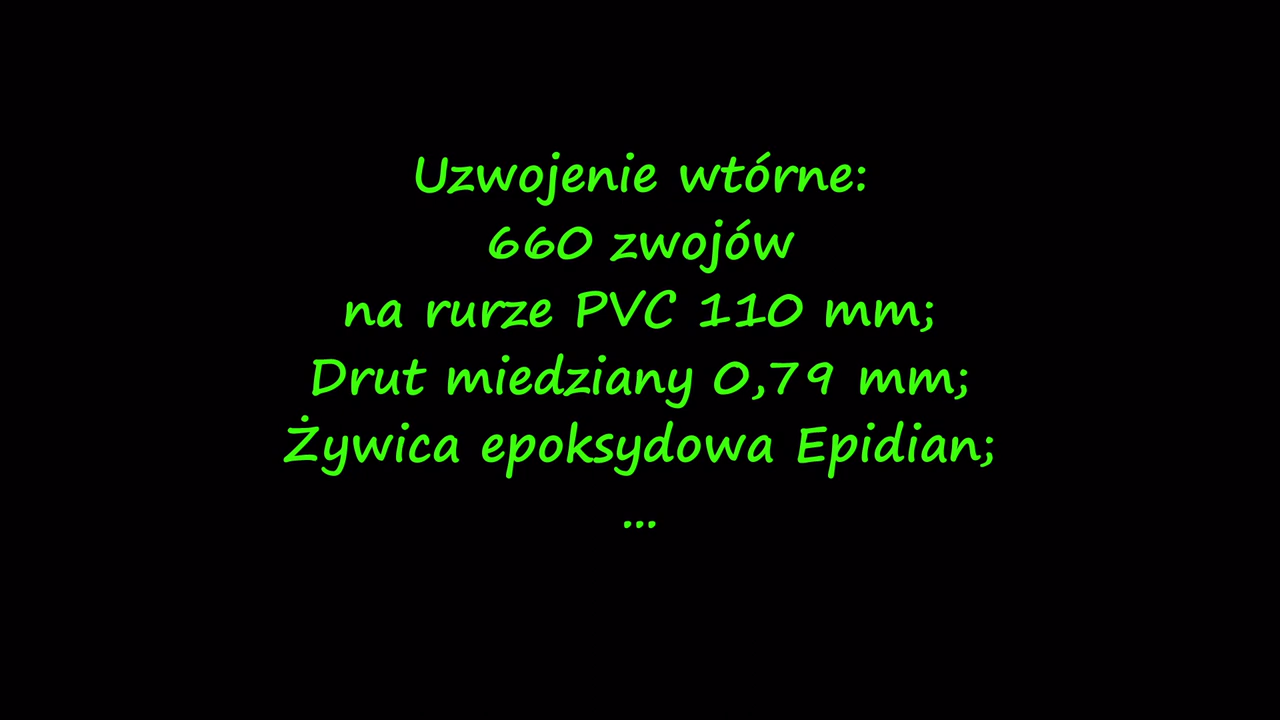 Uzwojenie wtórne:
660 zwojów
na rurze PVC 110 mm;
Drut miedziany 0,79 mm;
Żywica epoksydowa Epidian;
...